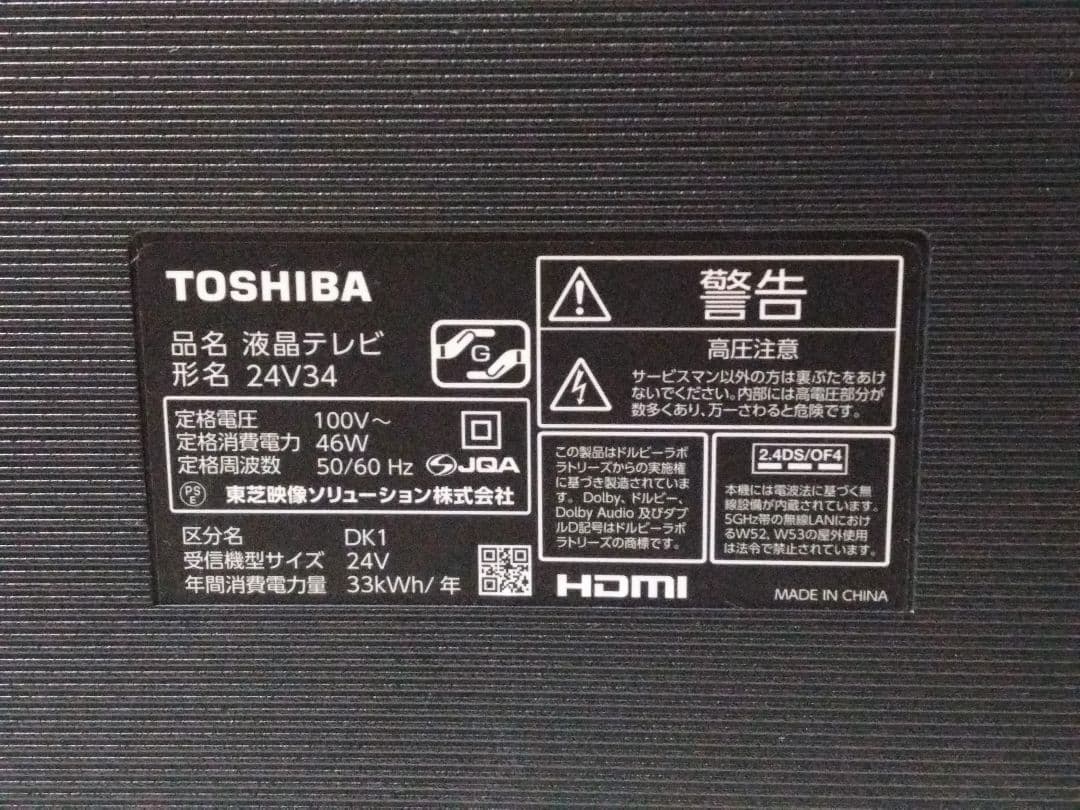 TOSHIBA
品名 液晶テレビ
形名 24V34
G
定格電圧 100V～
定格消費電力 46W
定格周波数 50/60 Hz
JQA
PS
E
東芝映像ソリューション株式会社
区分名 DK1
受信機型サイズ 24V
年間消費電力量 33kWh/年
警告
高圧注意
サービスマン以外の方は裏ぶたをあけ
ないでください。内部には高電圧部分が
数多くあり、万一さわると危険です。
この製品はドルビーラボ
ラトリーズからの実施権
に基づき製造されていま
す。Dolby、ドルビー、
Dolby Audio 及びダブ
ルD記号はドルビーラボ
ラトリーズの商標です。
2.4DS/OF4
本機には電波法に基づく無
線設備が内蔵されています。
5GHz帯の無線LANにおけ
るW52、W53の屋外使用
は法令で禁止されています。
HDMI
MADE IN CHINA